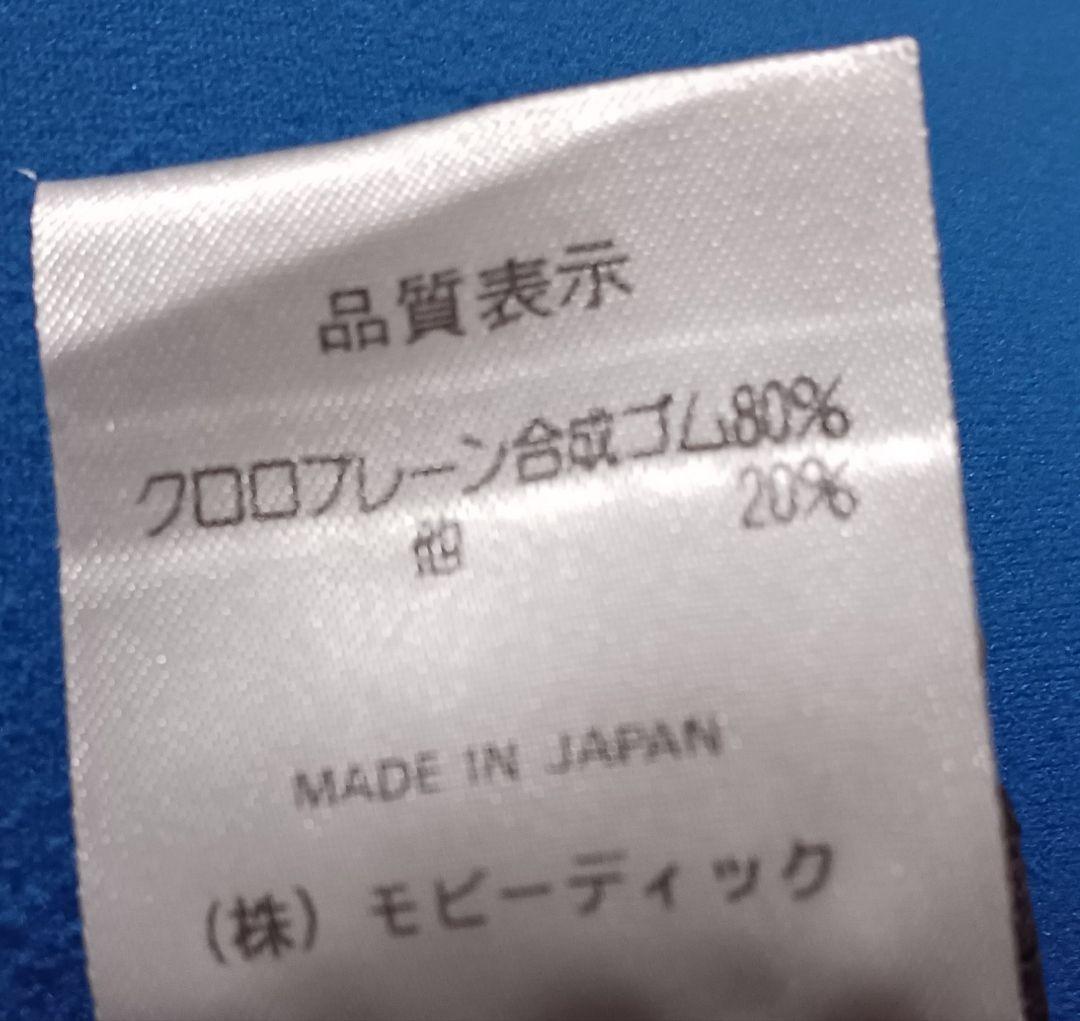 品質表示
クロロプレーン合成ゴム80%
他 20%
MADE IN JAPAN
(株) モビーディック